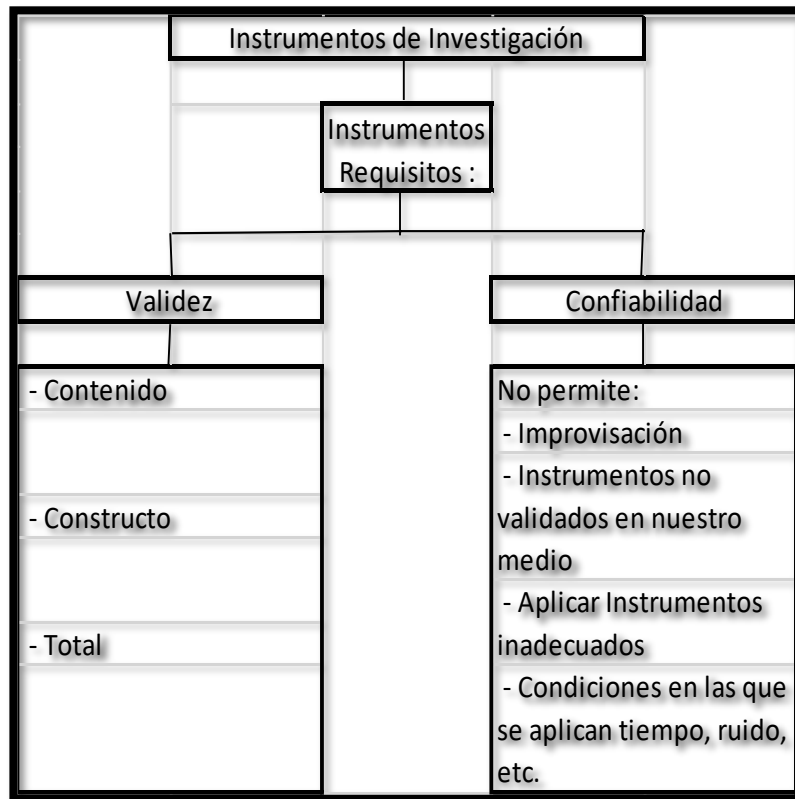 Instrumentos de Investigación
Instrumentos
Requisitos :
Validez
- Contenido
- Constructo
- Total
Confiabilidad
No permite:
- Improvisación
- Instrumentos no
validados en nuestro
medio
- Aplicar Instrumentos
inadecuados
- Condiciones en las que
se aplican tiempo, ruido,
etc.